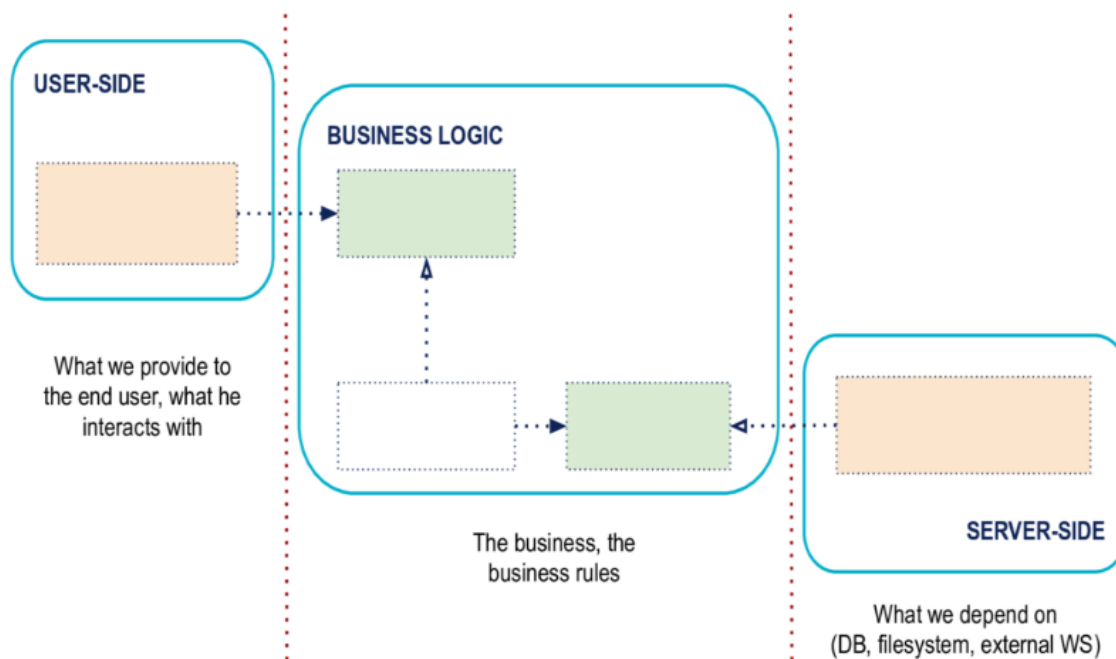 USER-SIDE
BUSINESS LOGIC
What we provide to
the end user, what he
interacts with
The business, the
business rules
SERVER-SIDE
What we depend on
(DB, filesystem, external WS)